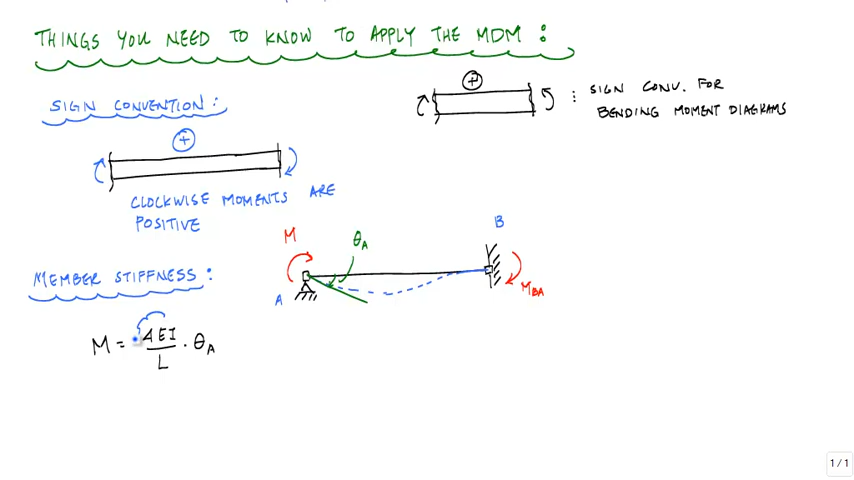 THINGS YOU NEED TO KNOW TO APPLY THE MDM:
SIGN CONVENTION:
+
CLOCKWISE MOMENTS ARE
POSITIVE
+
: SIGN CONV. FOR
BENDING MOMENT DIAGRAMS
MEMBER STIFFNESS:
M = 4EI/L · θA
M
θA
A
B
MBA
1/1